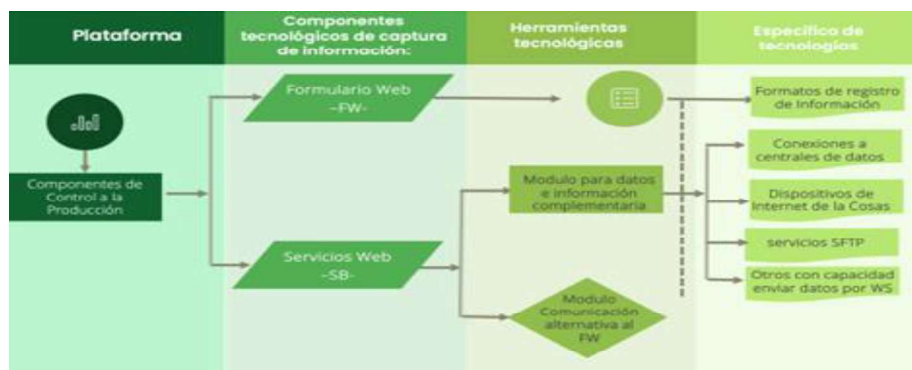 Plataforma
Componentes
tecnológicos de captura
de información:
Herramientas
tecnológicas
Específico de
tecnologías
Formulario Web
–FW-
Formatos de registro
de Información
Componentes de
Control a la
Producción
Modulo para datos
e información
complementaria
Conexiones a
centrales de datos
Dispositivos de
Internet de la Cosas
servicios SFTP
Otros con capacidad
enviar datos por WS
Servicios Web
–SB-
Modulo
Comunicación
alternativa al
FW